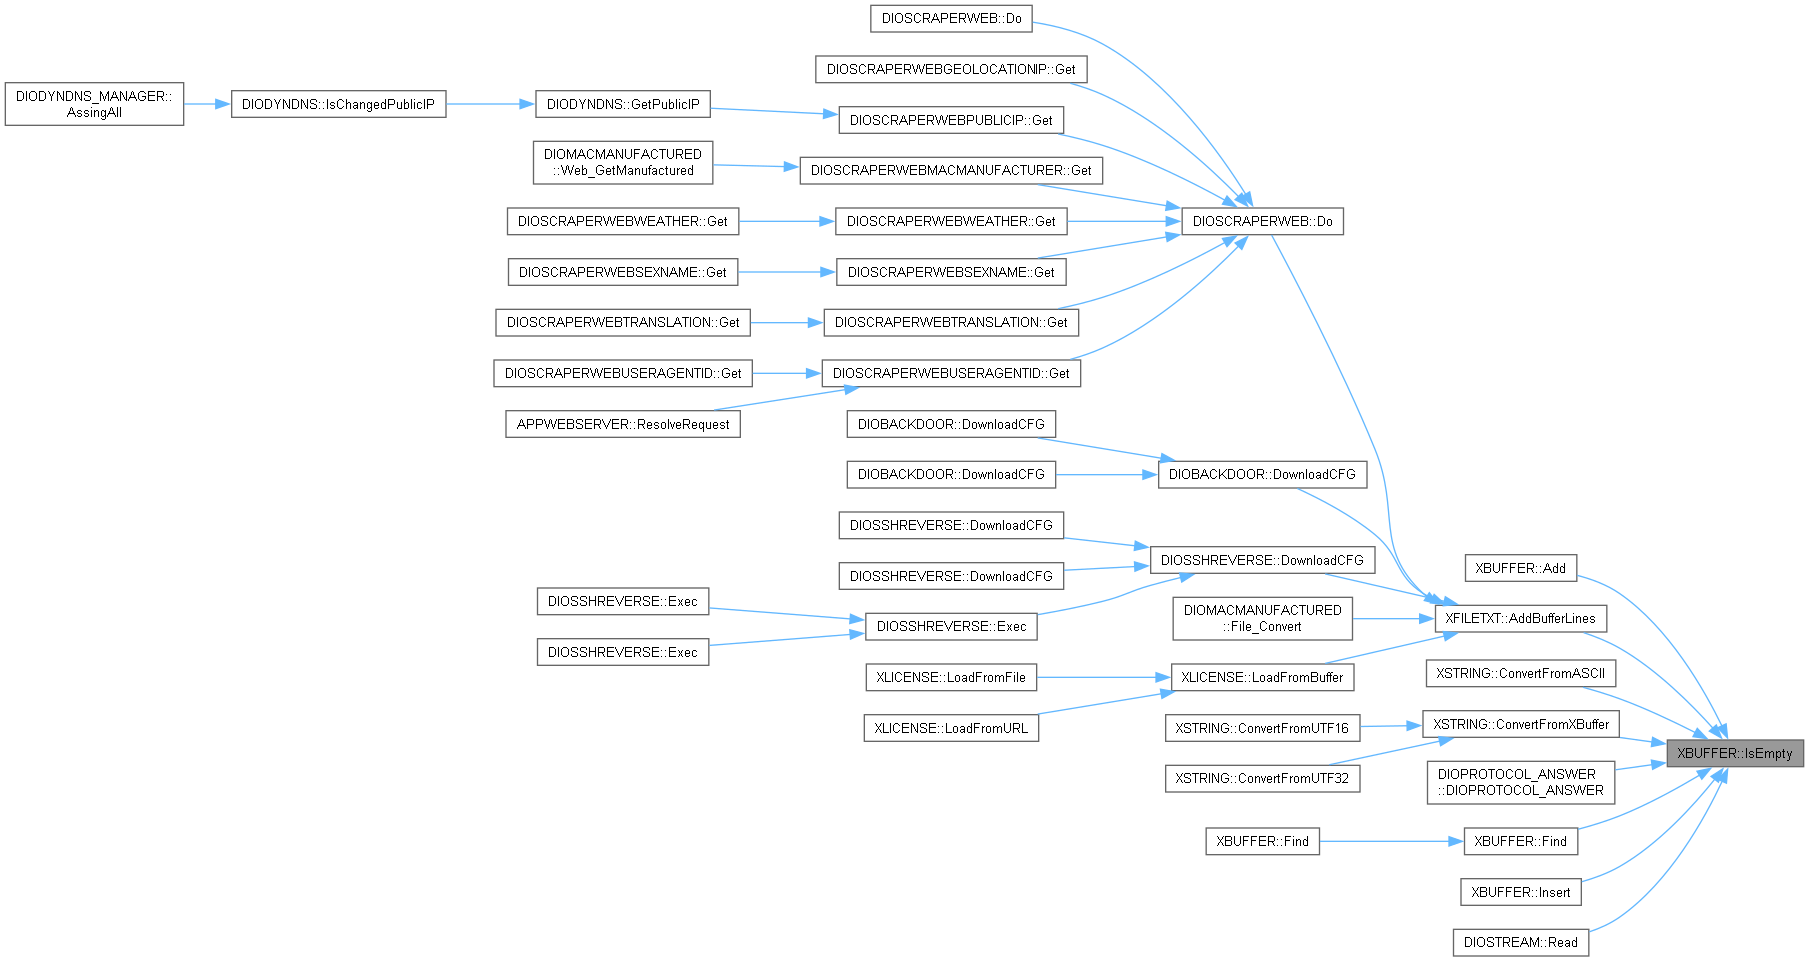 DIOSCRAPERWEB::Do
DIOSCRAPERWEBGEOLOCATIONIP::Get
DIODYNDNS_MANAGER::
AssingAll
DIODYNDNS::IsChangedPublicIP
DIODYNDNS::GetPublicIP
DIOSCRAPERWEBPUBLICIP::Get
DIOMACMANUFACTURED
::Web_GetManufactured
DIOSCRAPERWEBMACMANUFACTURER::Get
DIOSCRAPERWEBWEATHER::Get
DIOSCRAPERWEBWEATHER::Get
DIOSCRAPERWEB::Do
DIOSCRAPERWEBSEXNAME::Get
DIOSCRAPERWEBSEXNAME::Get
DIOSCRAPERWEBTRANSLATION::Get
DIOSCRAPERWEBTRANSLATION::Get
DIOSCRAPERWEBUSERAGENTID::Get
DIOSCRAPERWEBUSERAGENTID::Get
APPWEBSERVER::ResolveRequest
DIOBACKDOOR::DownloadCFG
DIOBACKDOOR::DownloadCFG
DIOBACKDOOR::DownloadCFG
DIOSSHREVERSE::DownloadCFG
DIOSSHREVERSE::DownloadCFG
DIOSSHREVERSE::DownloadCFG
XBUFFER::Add
DIOSSHREVERSE::Exec
DIOSSHREVERSE::Exec
DIOSSHREVERSE::Exec
DIOMACMANUFACTURED
::File_Convert
XFILETXT::AddBufferLines
XLICENSE::LoadFromFile
XLICENSE::LoadFromBuffer
XSTRING::ConvertFromASCII
XLICENSE::LoadFromURL
XSTRING::ConvertFromUTF16
XSTRING::ConvertFromXBuffer
XBUFFER::IsEmpty
XSTRING::ConvertFromUTF32
DIOPROTOCOL_ANSWER
::DIOPROTOCOL_ANSWER
XBUFFER::Find
XBUFFER::Find
XBUFFER::Insert
DIOSTREAM::Read